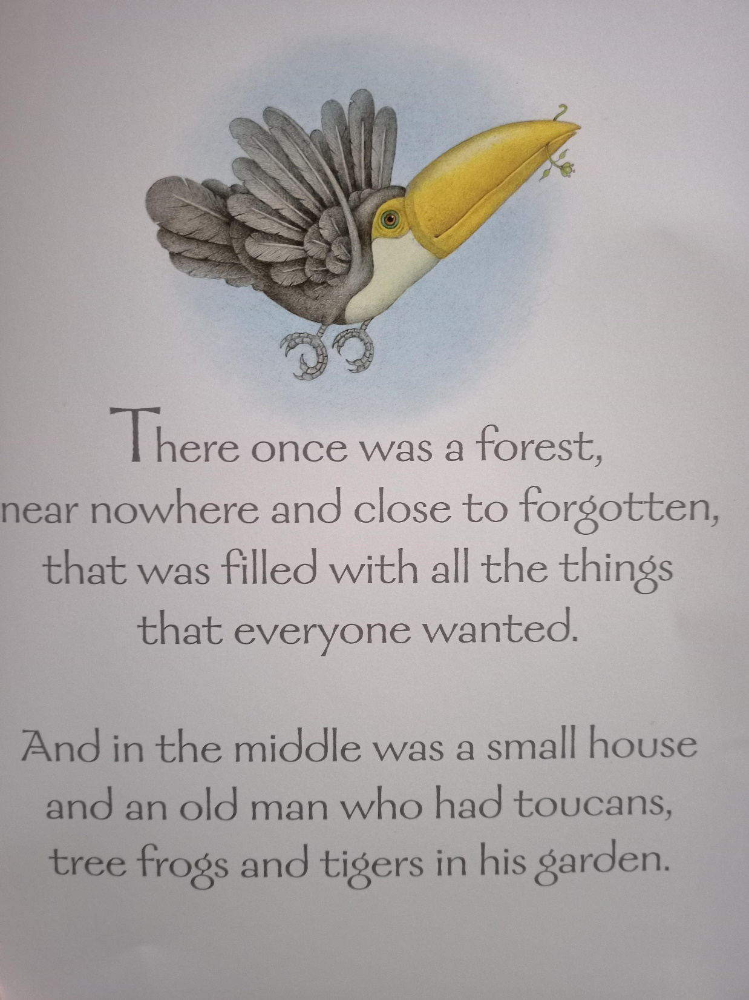 There once was a forest,
near nowhere and close to forgotten,
that was filled with all the things
that everyone wanted.
And in the middle was a small house
and an old man who had toucans,
tree frogs and tigers in his garden.